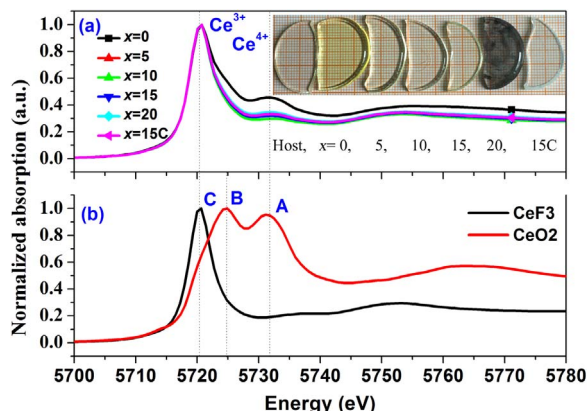 (a)
Ce3+
Ce4+
x=0
x=5
x=10
x=15
x=20
x=15C
Host, x= 0, 5, 10, 15, 20, 15C
1.0
0.8
0.6
0.4
0.2
0.0
(b)
C B A
CeF3
CeO2
1.0
0.8
0.6
0.4
0.2
0.0
5700 5710 5720 5730 5740 5750 5760 5770 5780
Energy (eV)
Normalized absorption (a.u.)